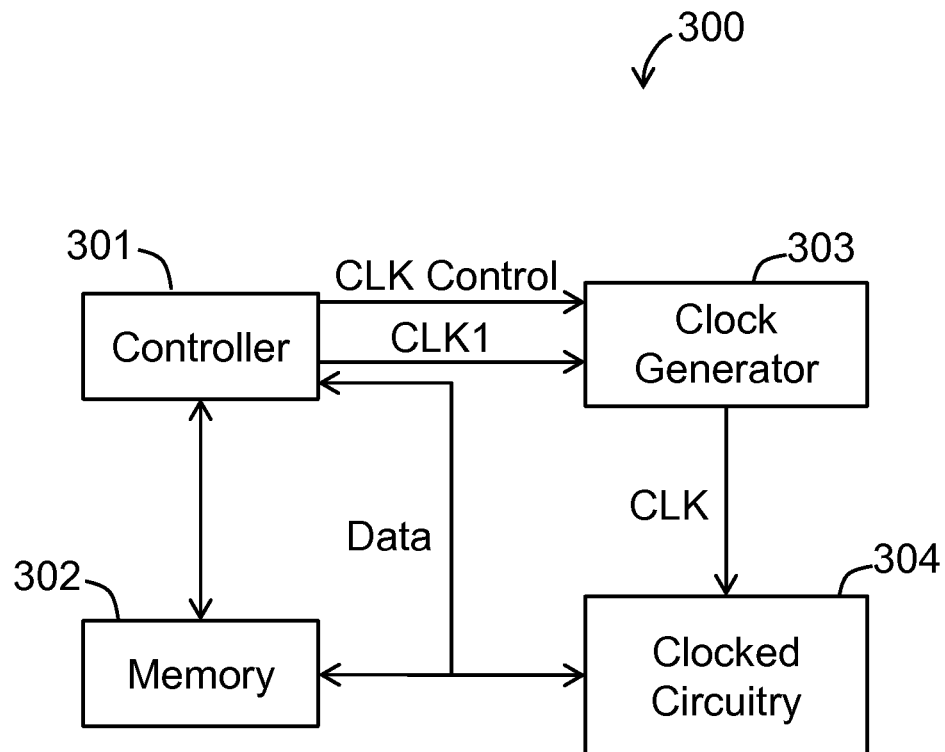 300
301
303
CLK Control
Controller
CLK1
Clock
Generator
Data
CLK
302
304
Memory
Clocked
Circuitry